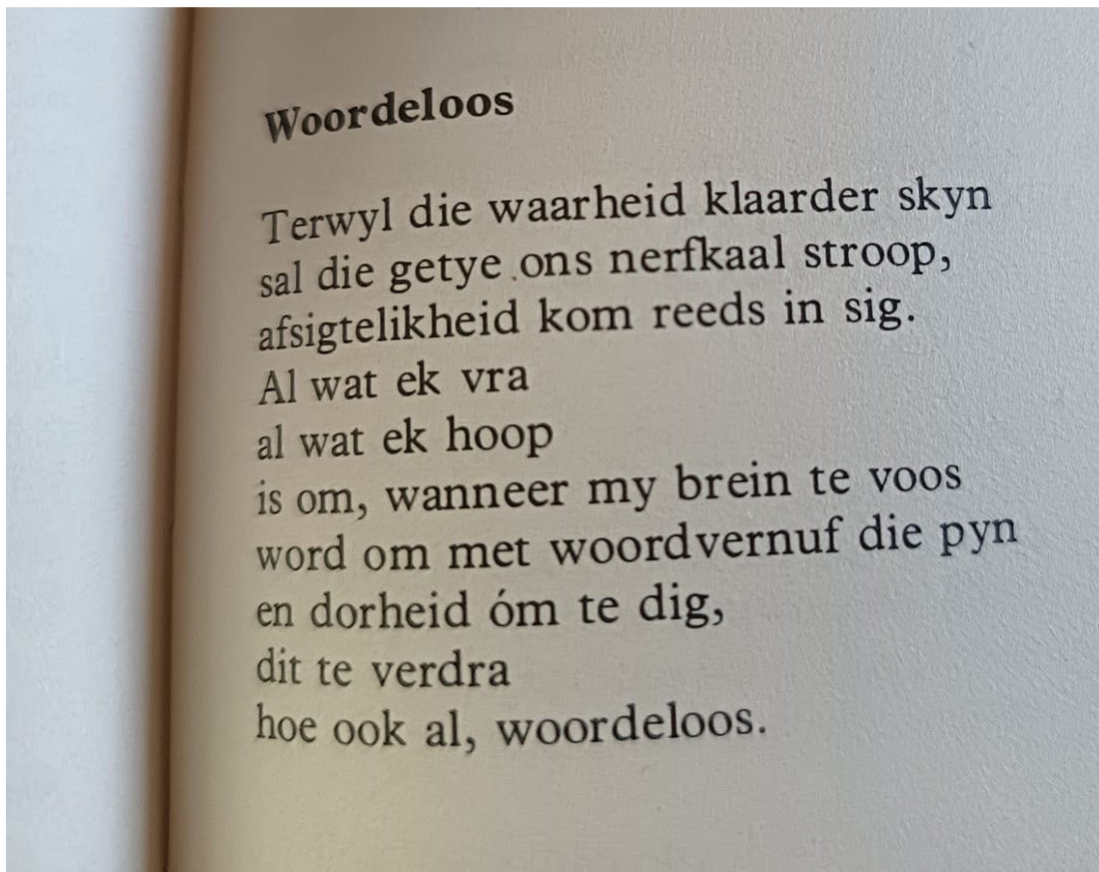 Woordeloos
Terwyl die waarheid klaarder skyn
sal die getye ons nerfkaal stroop,
afsigtelikheid kom reeds in sig.
Al wat ek vra
al wat ek hoop
is om, wanneer my brein te voos
word om met woordvernuf die pyn
en dorheid óm te dig,
dit te verdra
hoe ook al, woordeloos.